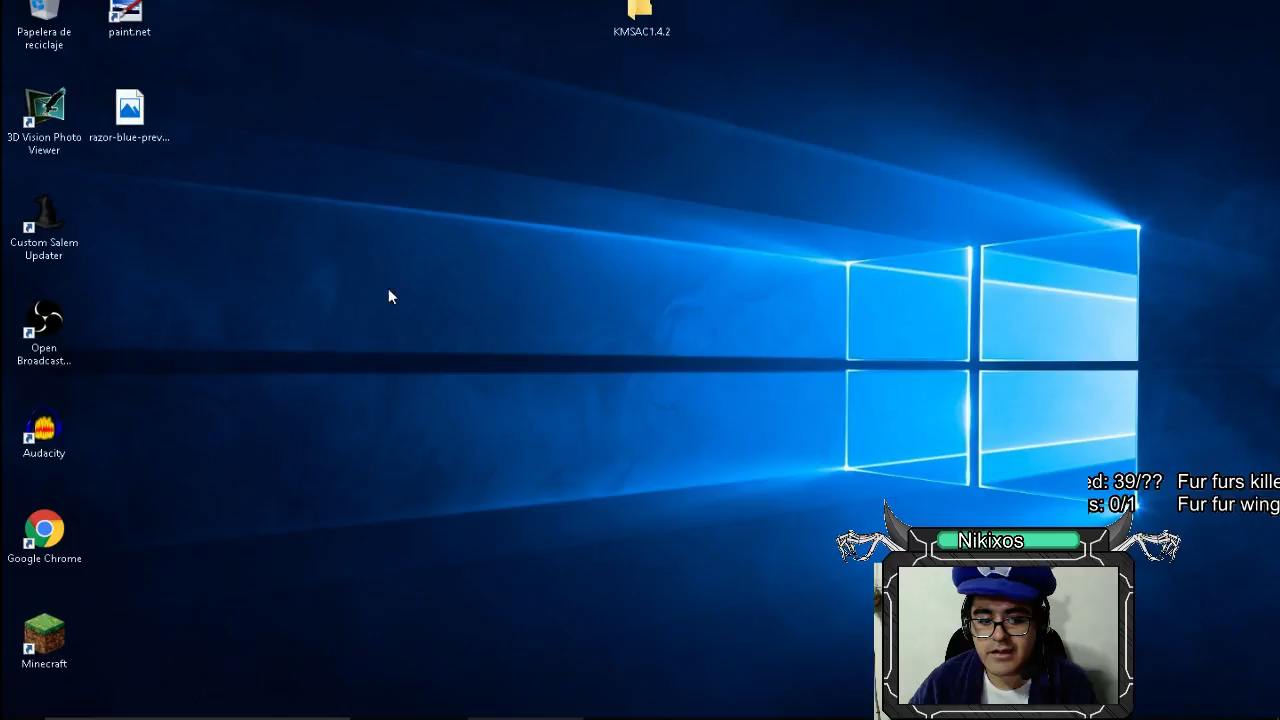 Papelera de
reciclaje
paint.net
KMSAC1.4.2
3D Vision Photo
Viewer
razor-blue-prev...
Custom Salem
Updater
Open
Broadcast...
Audacity
Google Chrome
Minecraft
ed: 39/?? Fur furs kille
s: 0/1 Fur fur wing
Nikixos